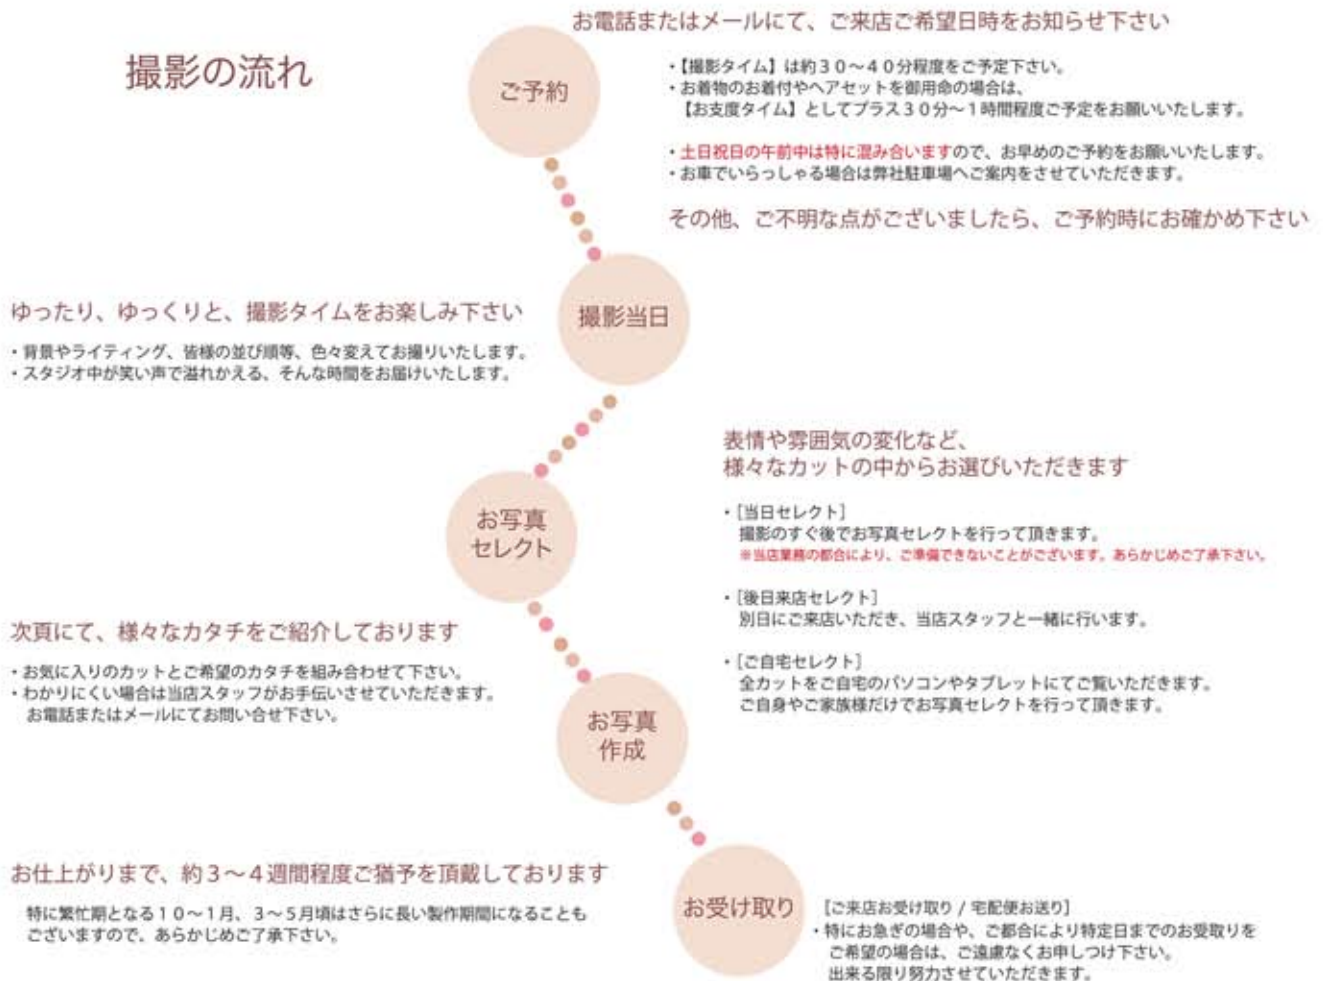 撮影の流れ
ご予約
お電話またはメールにて、ご来店ご希望日時をお知らせ下さい
・【撮影タイム】は約３０～４０分程度をご予定下さい。
・お着物のお着付やヘアセットを御用命の場合は、
【お支度タイム】としてプラス３０分～１時間程度ご予定をお願いいたします。
・土日祝日の午前中は特に混み合いますので、お早めのご予約をお願いいたします。
・お車でいらっしゃる場合は弊社駐車場へご案内をさせていただきます。
その他、ご不明な点がございましたら、ご予約時にお確かめ下さい
撮影当日
ゆったり、ゆっくりと、撮影タイムをお楽しみ下さい
・背景やライティング、皆様の並び順等、色々変えてお撮りいたします。
・スタジオ中が笑い声で溢れかえる、そんな時間をお届けいたします。
お写真
セレクト
表情や雰囲気の変化など、
様々なカットの中からお選びいただきます
・［当日セレクト］
撮影のすぐ後でお写真セレクトを行って頂きます。
※当店業務の都合により、ご準備できないことがございます。あらかじめご了承下さい。
・［後日来店セレクト］
別日にご来店いただき、当店スタッフと一緒に行います。
・［ご自宅セレクト］
全カットをご自宅のパソコンやタブレットにてご覧いただきます。
ご自身やご家族様だけでお写真セレクトを行って頂きます。
お写真
作成
次頁にて、様々なカタチをご紹介しております
・お気に入りのカットとご希望のカタチを組み合わせて下さい。
・わかりにくい場合は当店スタッフがお手伝いさせていただきます。
お電話またはメールにてお問い合せ下さい。
お仕上がりまで、約３～４週間程度ご猶予を頂戴しております
特に繁忙期となる１０～１月、３～５月頃はさらに長い製作期間になることも
ございますので、あらかじめご了承下さい。
お受け取り
［ご来店お受け取り / 宅配便お送り］
・特にお急ぎの場合や、ご都合により特定日までのお受取りを
ご希望の場合は、ご遠慮なくお申しつけ下さい。
出来る限り努力させていただきます。